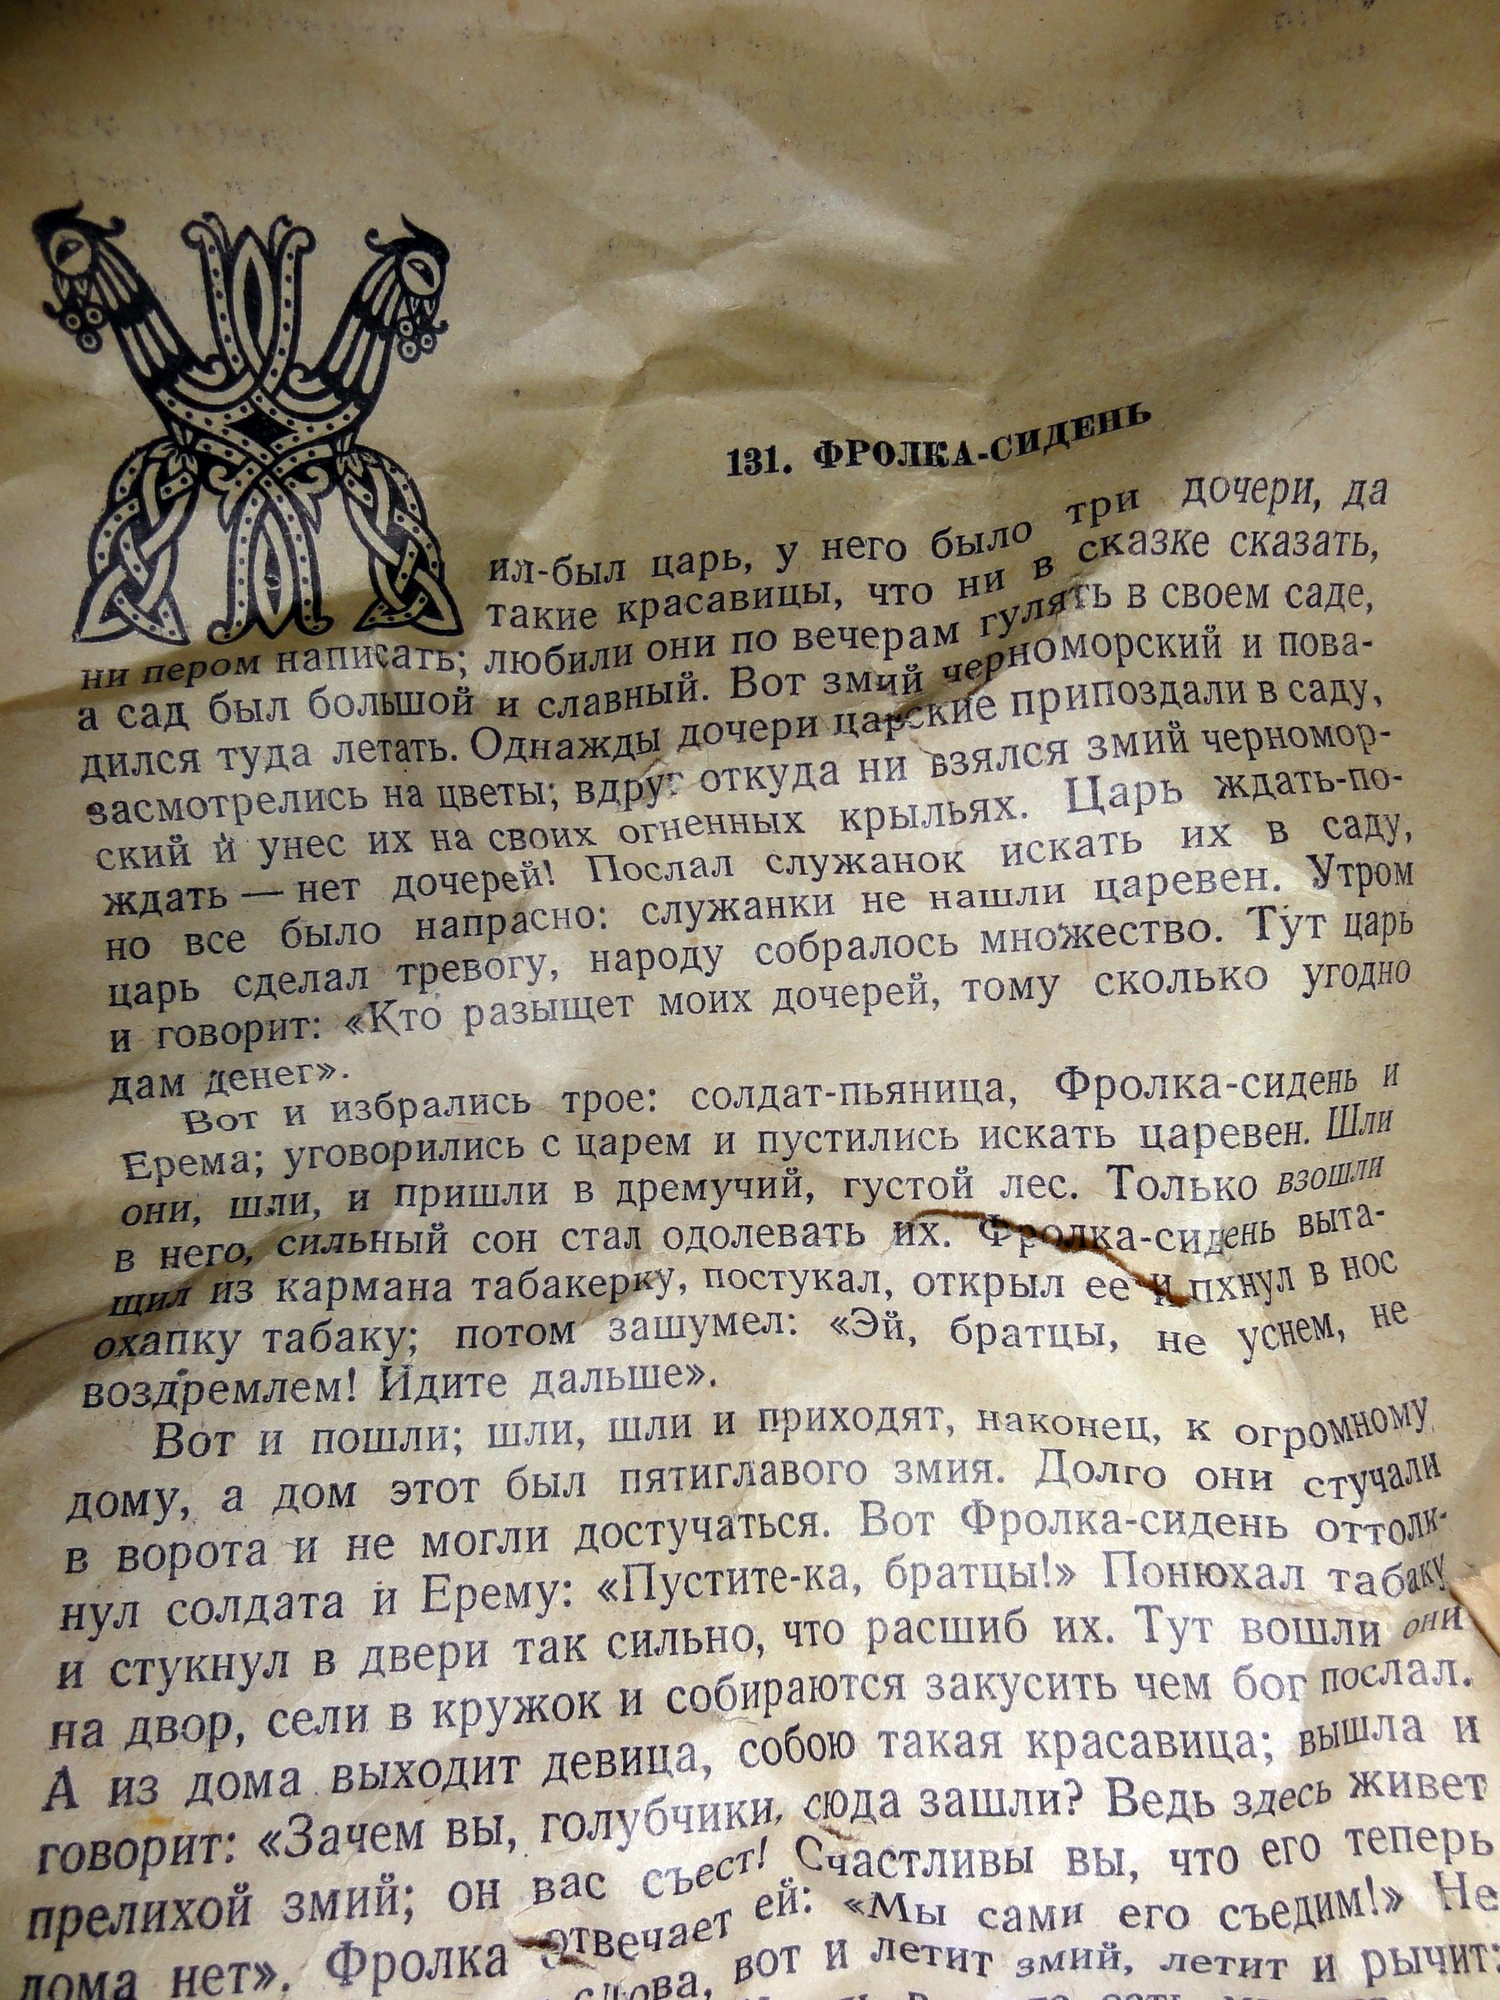 131. ФРОЛКА-СИДЕНЬ
Жил-был царь, у него было три дочери, да
такие красавицы, что ни в сказке сказать,
ни пером написать; любили они по вечерам гулять в своем саде,
а сад был большой и славный. Вот змий черноморский и пова-
дился туда летать. Однажды дочери царские припоздали в саду,
засмотрелись на цветы; вдруг откуда ни взялся змий черномор-
ский и унес их на своих огненных крыльях. Царь ждать-по-
ждать — нет дочерей! Послал служанок искать их в саду,
но все было напрасно: служанки не нашли царевен. Утром
царь сделал тревогу, народу собралось множество. Тут царь
и говорит: «Кто разыщет моих дочерей, тому сколько угодно
дам денег».
Вот и избрались трое: солдат-пьяница, Фролка-сидень и
Ерема; уговорились с царем и пустились искать царевен. Шли
они, шли, и пришли в дремучий, густой лес. Только взошли
в него, сильный сон стал одолевать их. Фролка-сидень выта-
щил из кармана табакерку, постукал, открыл ее и пхнул в нос
охапку табаку; потом зашумел: «Эй, братцы, не уснем, не
воздремлем! Идите дальше».
Вот и пошли; шли, шли и приходят, наконец, к огромному
дому, а дом этот был пятиглавого змия. Долго они стучали
в ворота и не могли достучаться. Вот Фролка-сидень оттолк-
нул солдата и Ерему: «Пустите-ка, братцы!» Понюхал табаку
и стукнул в двери так сильно, что расшиб их. Тут вошли они
на двор, сели в кружок и собираются закусить чем бог послал.
А из дома выходит девица, собою такая красавица; вышла и
говорит: «Зачем вы, голубчики, сюда зашли? Ведь здесь живет
прелихой змий; он вас съест! Счастливы вы, что его теперь
дома нет». Фролка отвечает ей: «Мы сами его съедим!» Не
слова, вот и летит змий, летит и рычит: